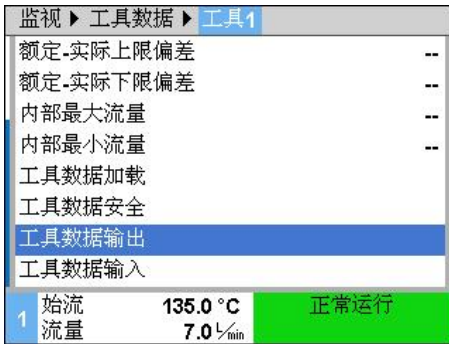 监视 ▶ 工具数据 ▶ 工具1
额定-实际上限偏差 --
额定-实际下限偏差 --
内部最大流量 --
内部最小流量 --
工具数据加载
工具数据安全
工具数据输出
工具数据输入
1 始流 135.0 °C 正常运行
流量 7.0 L/min